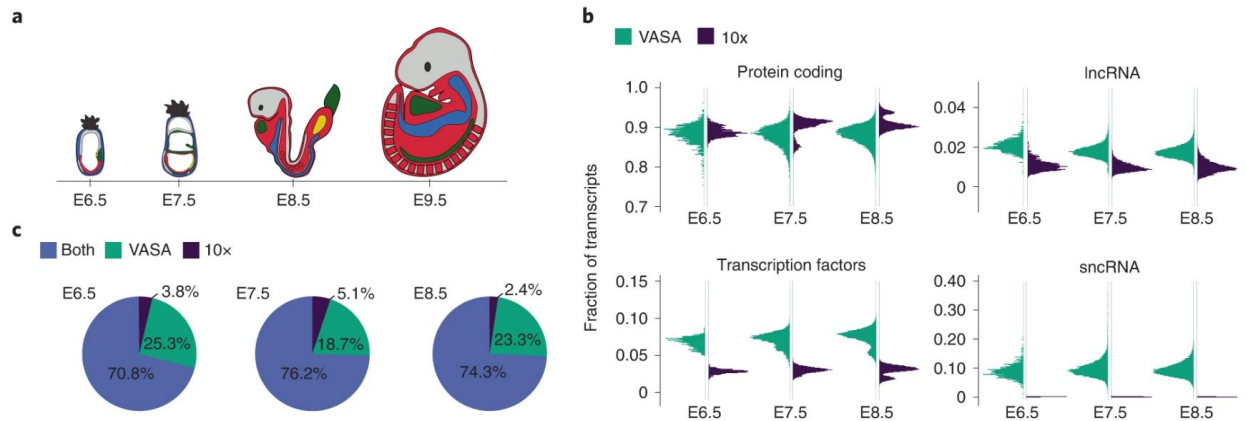 a
E6.5 E7.5 E8.5 E9.5
b
VASA 10x
Fraction of trannscripts
Protein coding
1.0
0.9
0.8
0.7
E6.5 E7.5 E8.5
lncRNA
0.04
0.02
0
E6.5 E7.5 E8.5
Transcription factors
0.15
0.10
0.05
0
E6.5 E7.5 E8.5
sncRNA
0.40
0.30
0.20
0.10
0
E6.5 E7.5 E8.5
c
Both VASA 10×
E6.5
3.8%
25.3%
70.8%
E7.5
5.1%
18.7%
76.2%
E8.5
2.4%
23.3%
74.3%